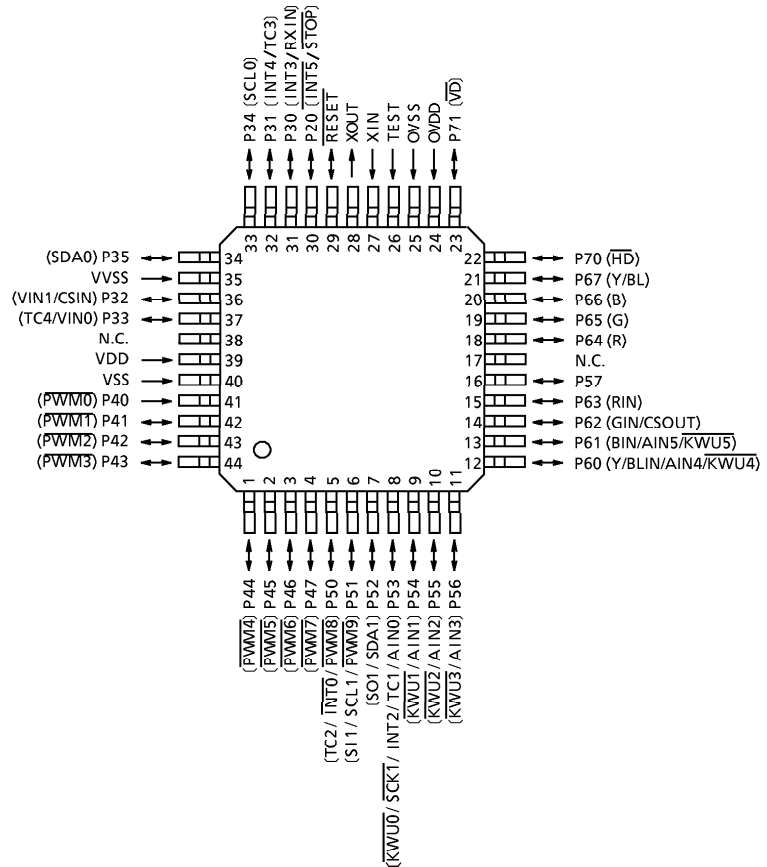 P34 (SCL0)
P31 (INT4/TC3)
P30 (INT3/RXIN)
P20 (INT5/STOP)
RESET
XOUT
XIN
TEST
OVSS
OVDD
P71 (VD)
33 32 31 30 29 28 27 26 25 24 23
(SDA0) P35 34
VVSS 35
(VIN1/CSIN) P32 36
(TC4/VIN0) P33 37
N.C. 38
VDD 39
VSS 40
(PWM0) P40 41
(PWM1) P41 42
(PWM2) P42 43
(PWM3) P43 44
22 P70 (HD)
21 P67 (Y/BL)
20 P66 (B)
19 P65 (G)
18 P64 (R)
17 N.C.
16 P57
15 P63 (RIN)
14 P62 (GIN/CSOUT)
13 P61 (BIN/AIN5/KWU5)
12 P60 (Y/BLIN/AIN4/KWU4)
1 2 3 4 5 6 7 8 9 10 11
(PWM4) P44
(PWM5) P45
(PWM6) P46
(PWM7) P47
(TC2/INT0/PWM8) P50
(SI1/SCL1/PWM9) P51
(SO1/SDA1) P52
(KWU0/SCK1/INT2/TC1/AIN0) P53
(KWU1/AIN1) P54
(KWU2/AIN2) P55
(KWU3/AIN3) P56